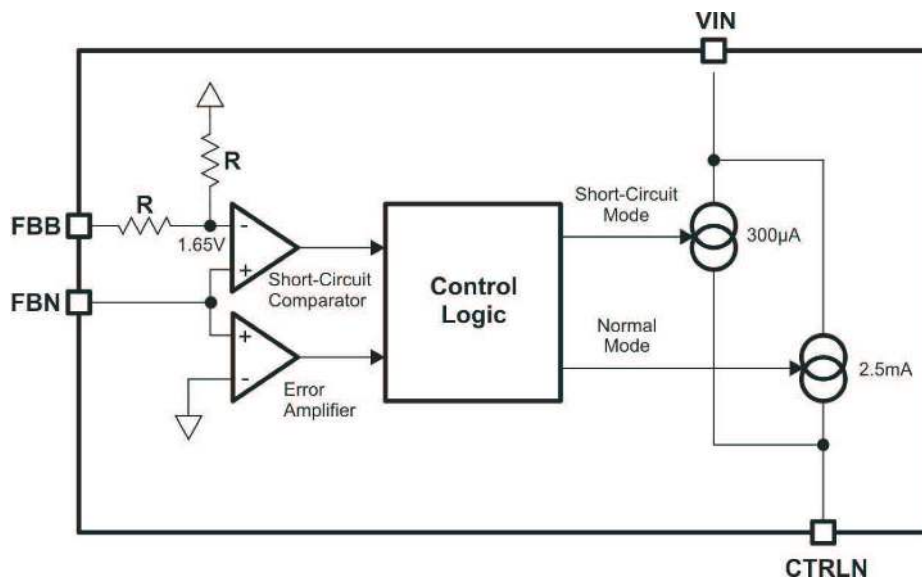 VIN
R
R
FBB
1.65V
-
+
Short-Circuit
Comparator
FBN
+
-
Error
Amplifier
Control
Logic
Short-Circuit
Mode
300µA
Normal
Mode
2.5mA
CTRLN